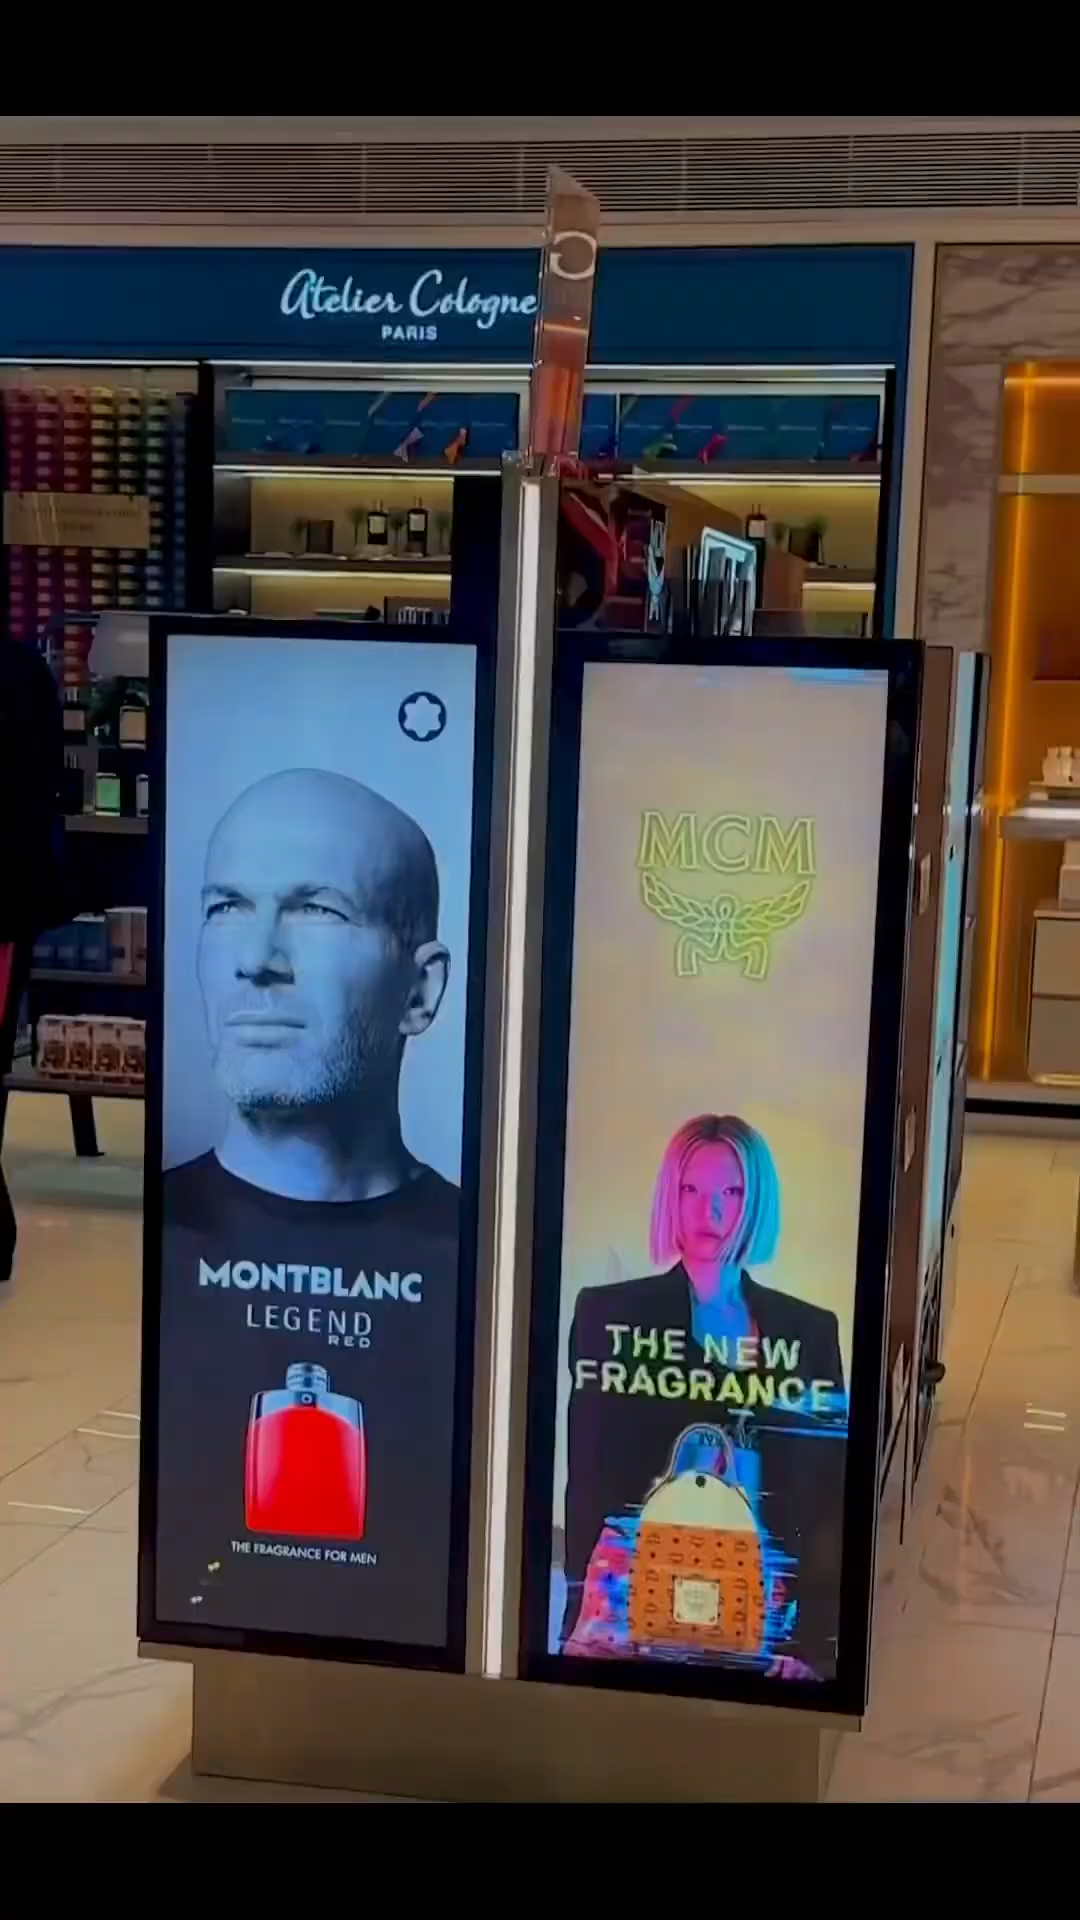 Atelier Cologne
PARIS
G
MONTBLANC
LEGEND
RED
THE FRAGRANCE FOR MEN
MCM
THE NEW
FRAGRANCE